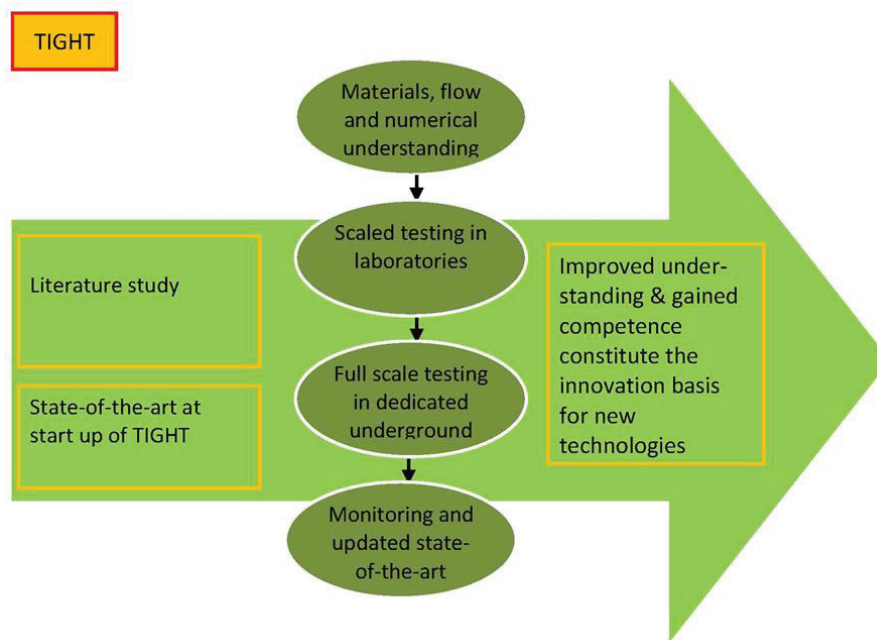 TIGHT
Materials, flow
and numerical
understanding
Scaled testing in
laboratories
Literature study
State-of-the-art at
start up of TIGHT
Full scale testing
in dedicated
underground
Monitoring and
updated state-
of-the-art
Improved under-
standing & gained
competence
constitute the
innovation basis
for new
technologies